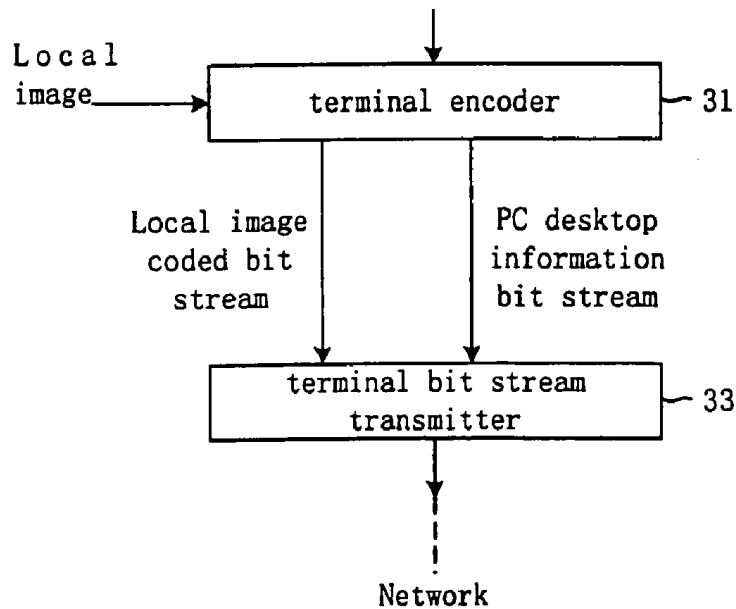 Local
image
terminal encoder
31
Local image
coded bit
stream
PC desktop
information
bit stream
terminal bit stream
transmitter
33
Network